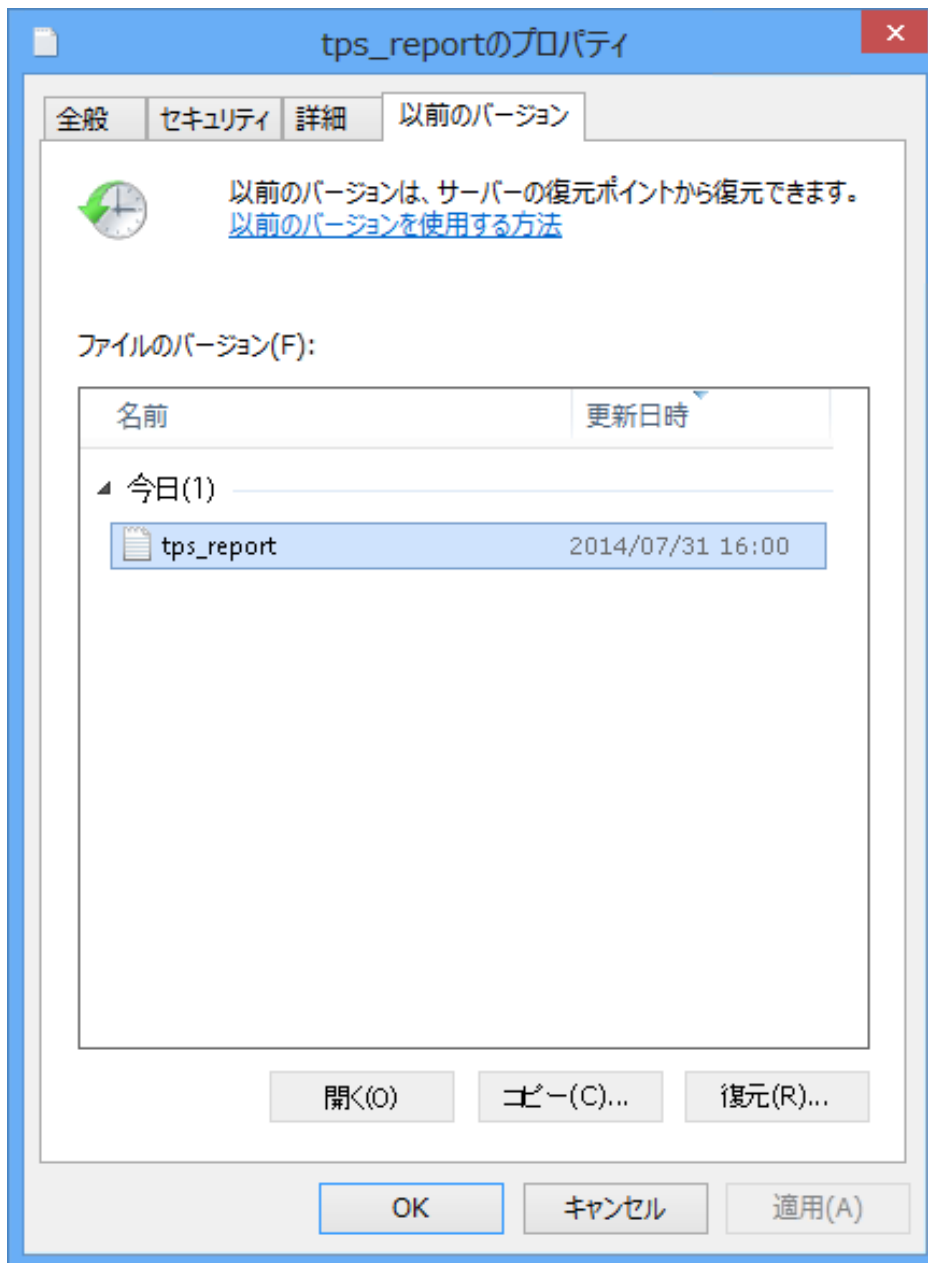 tps_reportのプロパティ
全般 セキュリティ 詳細 以前のバージョン
以前のバージョンは、サーバーの復元ポイントから復元できます。
以前のバージョンを使用する方法
ファイルのバージョン(F):
名前 更新日時
今日(1)
tps_report 2014/07/31 16:00
開く(O) コピー(C)... 復元(R)...
OK キャンセル 適用(A)